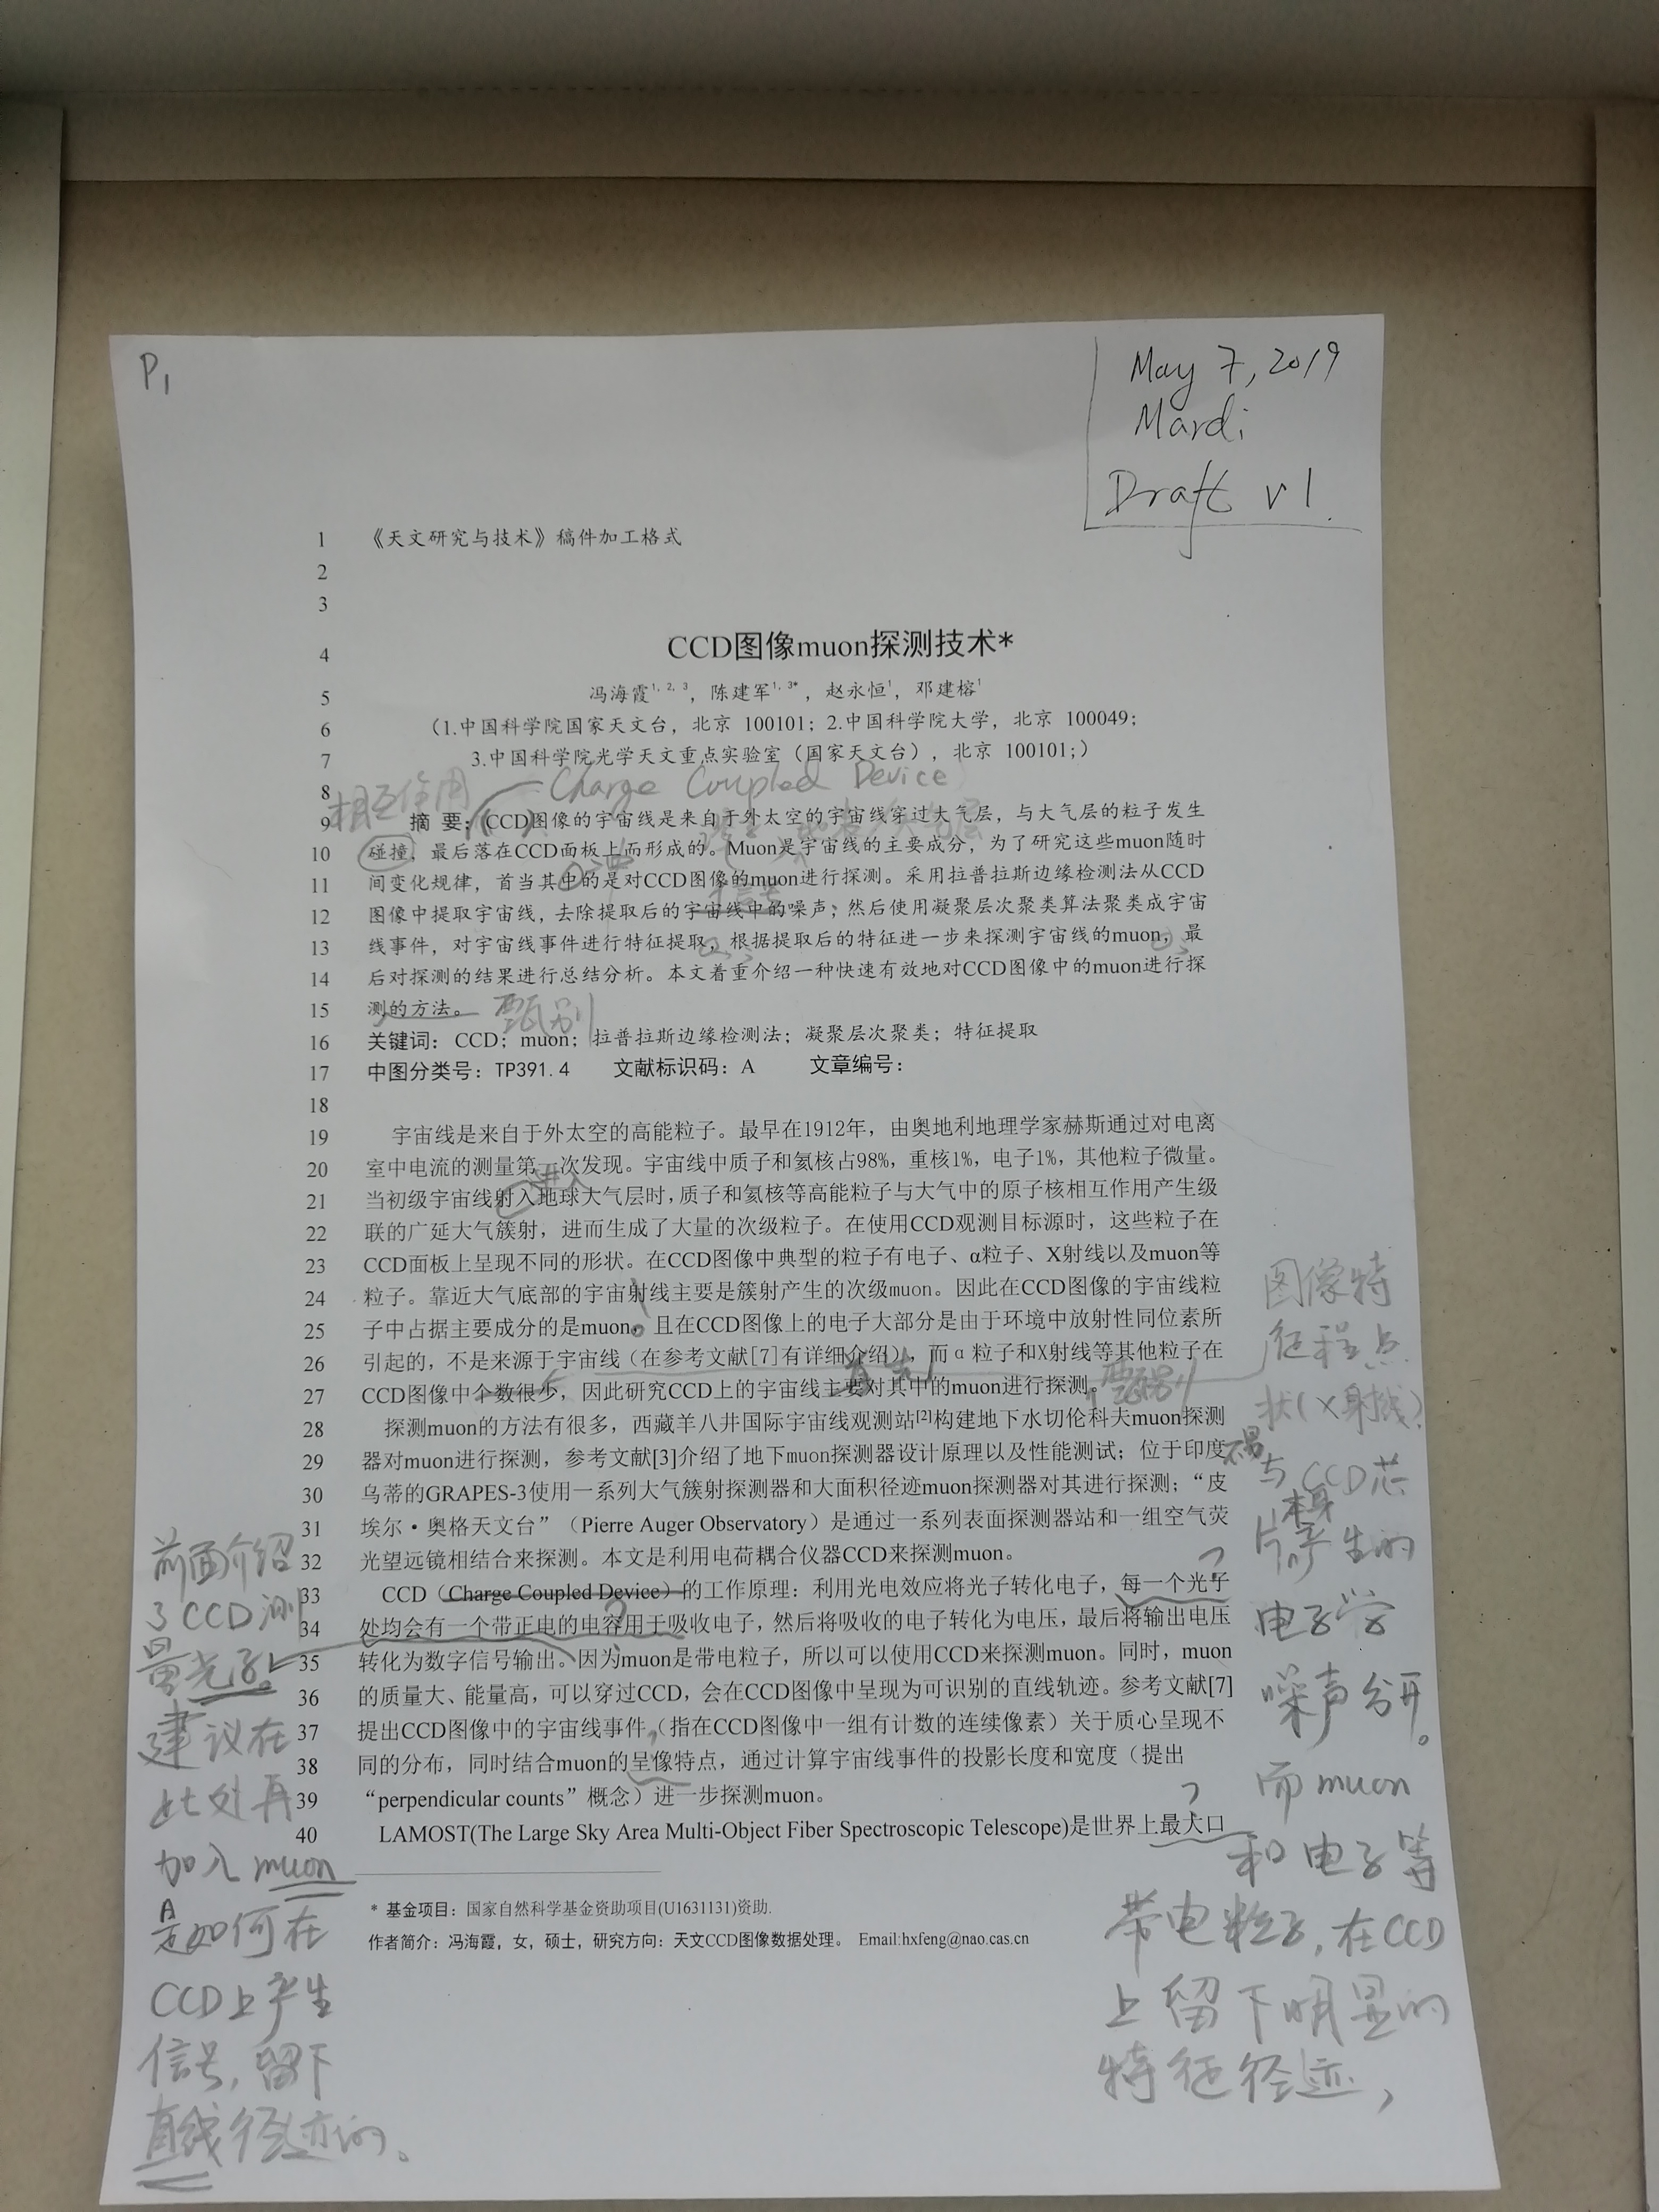 P1
May 7, 2019
Mardi
Draft v1.
1 《天文研究与技术》稿件加工格式
2
3
4 CCD图像muon探测技术*
5 冯海霞1, 2, 3，陈建军1, 3*，赵永恒1，邓建榕1
6 （1.中国科学院国家天文台，北京 100101；2.中国科学院大学，北京 100049；
7 3.中国科学院光学天文重点实验室（国家天文台），北京 100101;）
8
Charge Coupled Device
相互作用
9 摘 要：CCD图像的宇宙线是来自于外太空的宇宙线穿过大气层，与大气层的粒子发生
10 碰撞，最后落在CCD面板上而形成的。Muon是宇宙线的主要成分，为了研究这些muon随时
11 间变化规律，首当其中的是对CCD图像的muon进行探测。采用拉普拉斯边缘检测法从CCD
信号
12 图像中提取宇宙线，去除提取后的宇宙线中的噪声；然后使用凝聚层次聚类算法聚类成宇宙
13 线事件，对宇宙线事件进行特征提取，根据提取后的特征进一步来探测宇宙线的muon，最
14 后对探测的结果进行总结分析。本文着重介绍一种快速有效地对CCD图像中的muon进行探
15 测的方法。
甄别
16 关键词：CCD；muon；拉普拉斯边缘检测法；凝聚层次聚类；特征提取
17 中图分类号：TP391.4 文献标识码：A 文章编号：
18
19 宇宙线是来自于外太空的高能粒子。最早在1912年，由奥地利地理学家赫斯通过对电离
20 室中电流的测量第一次发现。宇宙线中质子和氦核占98%，重核1%，电子1%，其他粒子微量。
进入
21 当初级宇宙线射入地球大气层时，质子和氦核等高能粒子与大气中的原子核相互作用产生级
22 联的广延大气簇射，进而生成了大量的次级粒子。在使用CCD观测目标源时，这些粒子在
23 CCD面板上呈现不同的形状。在CCD图像中典型的粒子有电子、α粒子、X射线以及muon等
24 粒子。靠近大气底部的宇宙射线主要是簇射产生的次级muon。因此在CCD图像的宇宙线粒
25 子中占据主要成分的是muon。且在CCD图像上的电子大部分是由于环境中放射性同位素所
26 引起的，不是来源于宇宙线（在参考文献[7]有详细介绍），而α粒子和X射线等其他粒子在
首先
甄别
27 CCD图像中个数很少，因此研究CCD上的宇宙线主要对其中的muon进行探测。
28 探测muon的方法有很多，西藏羊八井国际宇宙线观测站[2]构建地下水切伦科夫muon探测
29 器对muon进行探测，参考文献[3]介绍了地下muon探测器设计原理以及性能测试；位于印度
30 乌蒂的GRAPES-3使用一系列大气簇射探测器和大面积径迹muon探测器对其进行探测；“皮
31 埃尔·奥格天文台”（Pierre Auger Observatory）是通过一系列表面探测器站和一组空气荧
32 光望远镜相结合来探测。本文是利用电荷耦合仪器CCD来探测muon。
33 CCD（Charge Coupled Device）的工作原理：利用光电效应将光子转化电子，每一个光子
34 处均会有一个带正电的电容用于吸收电子，然后将吸收的电子转化为电压，最后将输出电压
35 转化为数字信号输出。因为muon是带电粒子，所以可以使用CCD来探测muon。同时，muon
36 的质量大、能量高，可以穿过CCD，会在CCD图像中呈现为可识别的直线轨迹。参考文献[7]
37 提出CCD图像中的宇宙线事件（指在CCD图像中一组有计数的连续像素）关于质心呈现不
38 同的分布，同时结合muon的呈像特点，通过计算宇宙线事件的投影长度和宽度（提出
39 “perpendicular counts”概念）进一步探测muon。
40 LAMOST(The Large Sky Area Multi-Object Fiber Spectroscopic Telescope)是世界上最大口
* 基金项目：国家自然科学基金资助项目(U1631131)资助.
作者简介：冯海霞，女，硕士，研究方向：天文CCD图像数据处理。 Email:hxfeng@nao.cas.cn
前面介绍
了CCD测
量光子。
建议在
此处再
加入muon
是如何在
CCD上产生
信号，留下
直线径迹的。
图像特
征程点
状（X射线），
不易与CCD芯
片本身产生的
电子学
噪声分开。
而muon
和电子等
带电粒子，在CCD
上留下明显的
特征径迹，